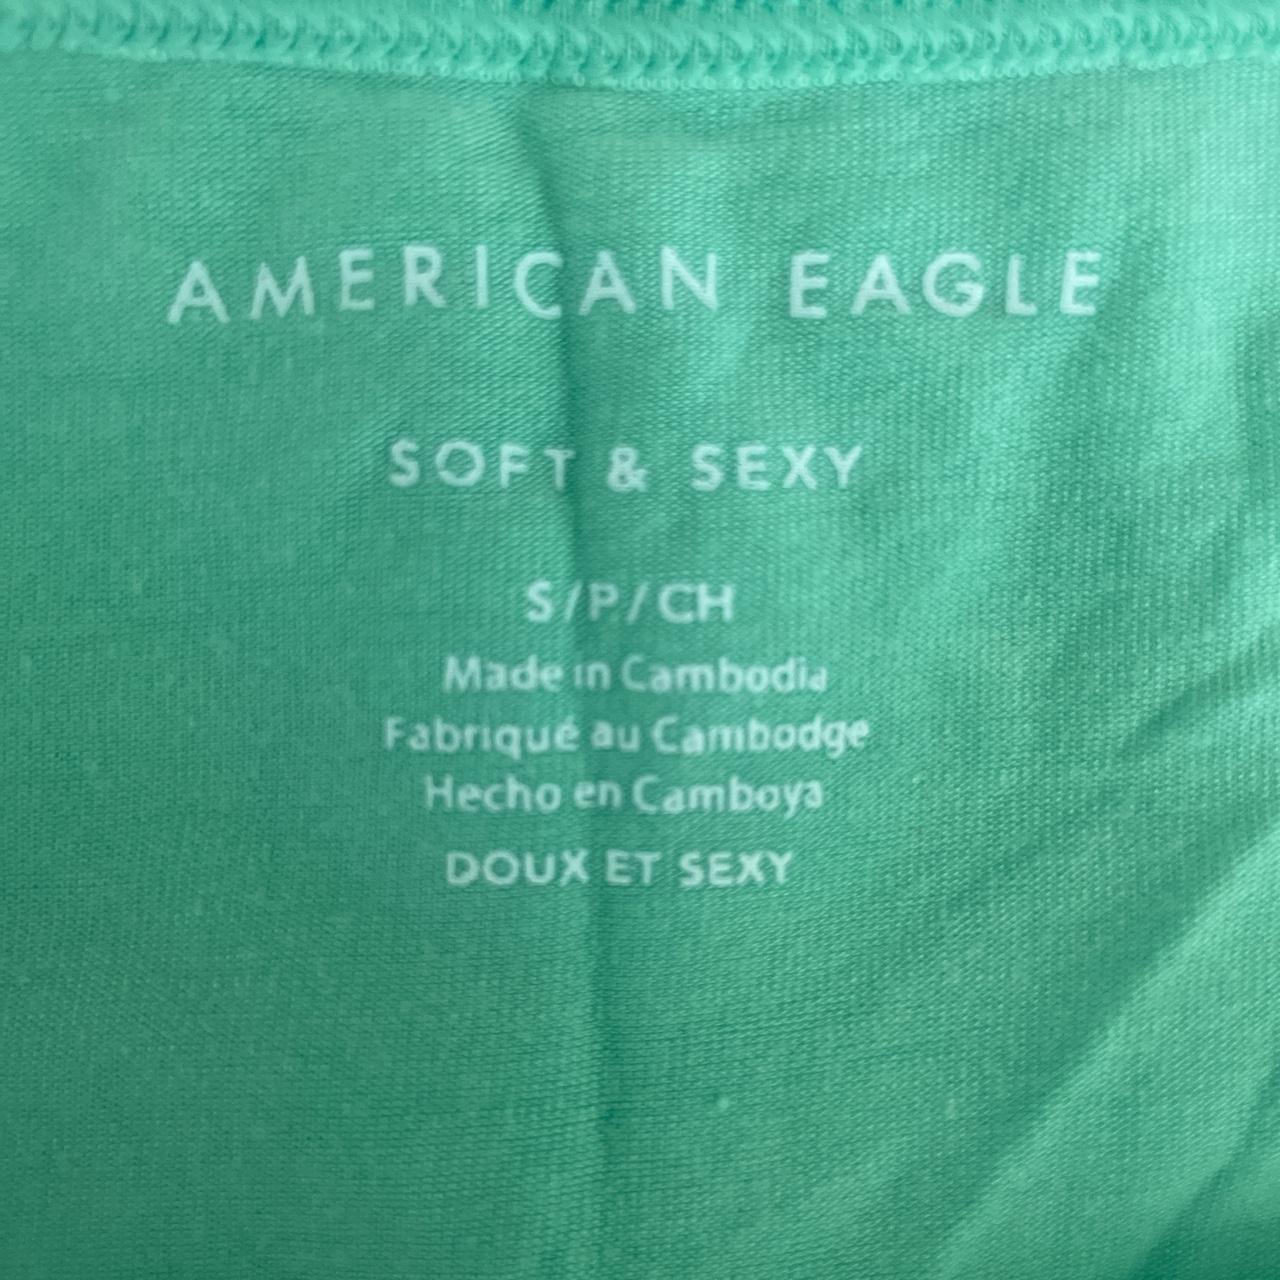 AMERICAN EAGLE
SOFT & SEXY
S/P/CH
Made in Cambodia
Fabriqué au Cambodge
Hecho en Camboya
DOUX ET SEXY